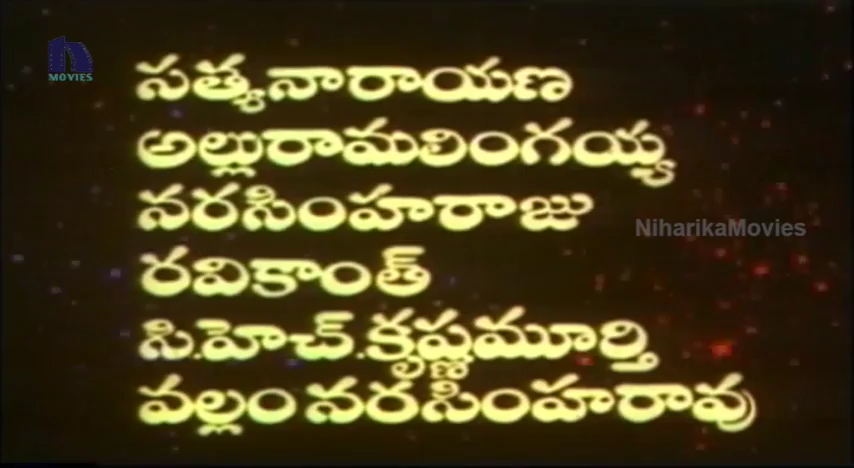 MOVIES
సత్యనారాయణ
అల్లురామలింగయ్య
నరసింహరాజు
NiharikaMovies
రవికాంత్
సి.హెచ్.కృష్ణమూర్తి
వల్లం నరసింహరావు